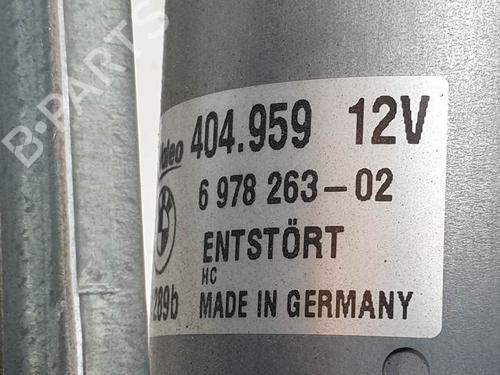 Valeo 404.959 12V
6 978 263-02
ENTSTÖRT
HC
289b MADE IN GERMANY
B-PARTS